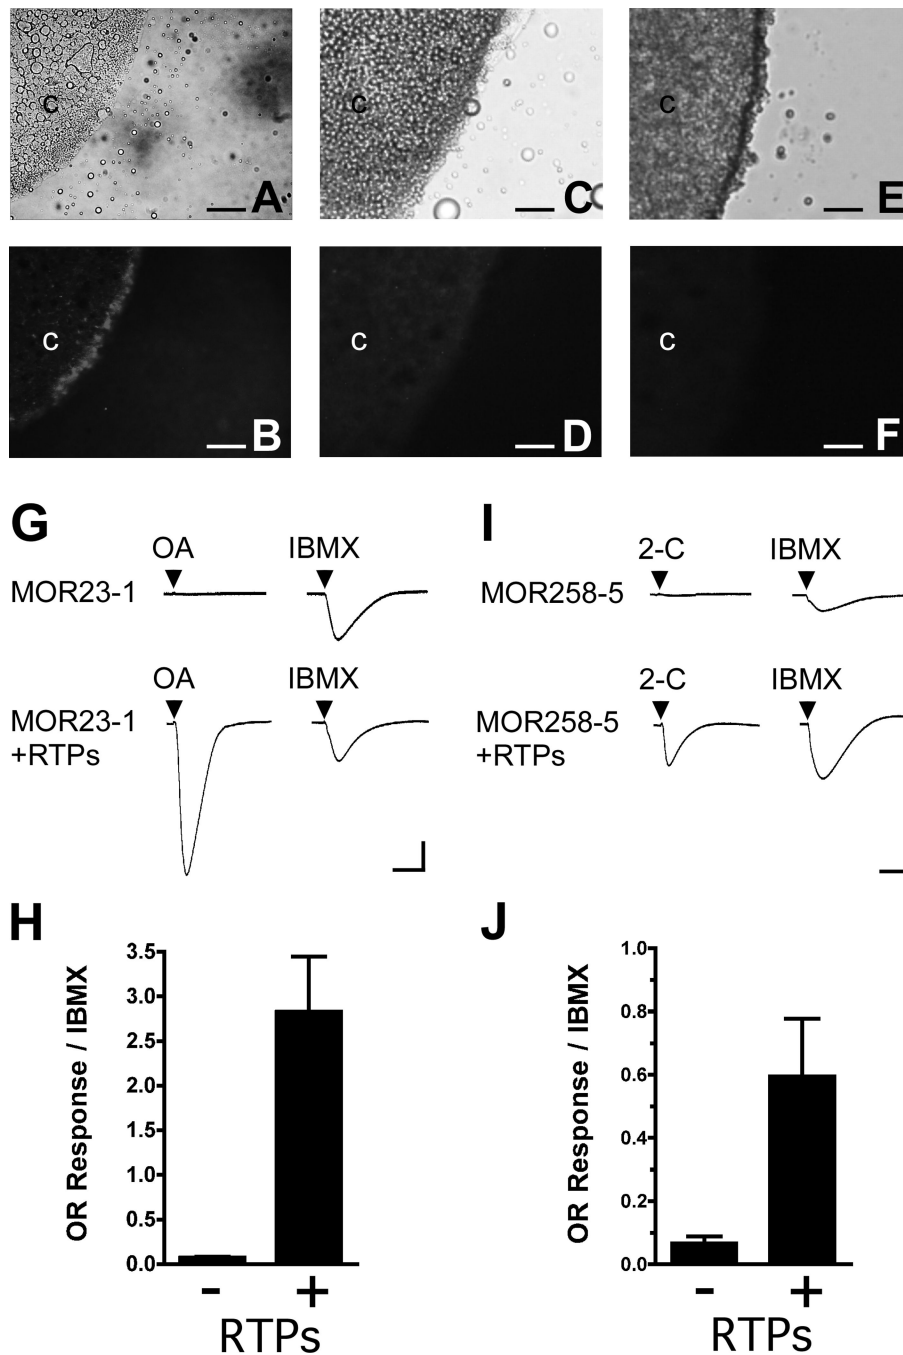 C
C
C
A
C
E
C
C
C
B
D
F
G
OA IBMX
MOR23-1
OA IBMX
MOR23-1
+RTPs
I
2-C IBMX
MOR258-5
2-C IBMX
MOR258-5
+RTPs
H
OR Response / IBMX
3.5
3.0
2.5
2.0
1.5
1.0
0.5
0.0
- +
RTPs
J
OR Response / IBMX
1.0
0.8
0.6
0.4
0.2
0.0
- +
RTPs